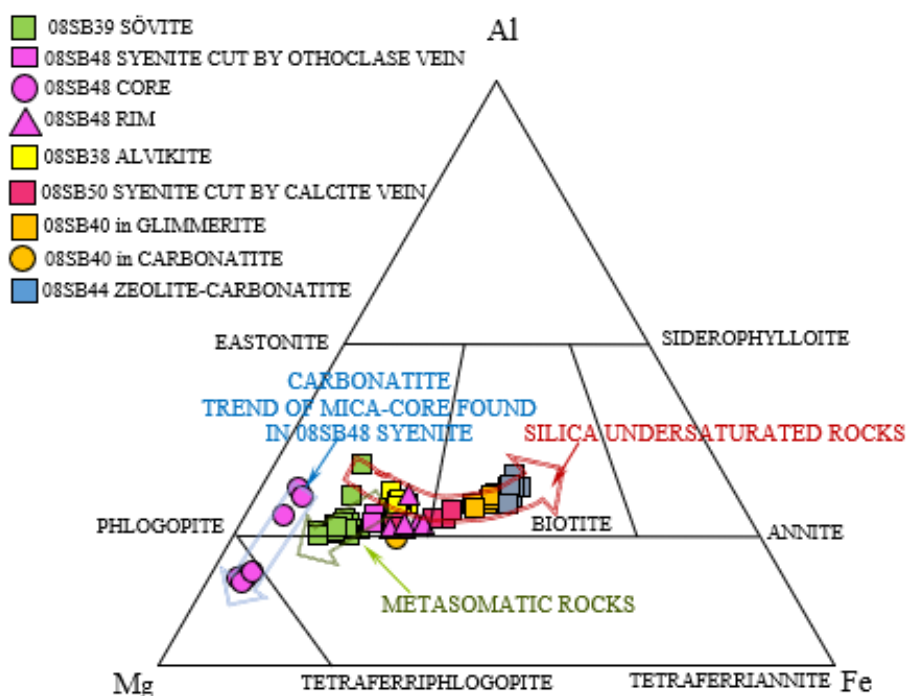 08SB39 SÖVITE
08SB48 SYENITE CUT BY OTHOCLASE VEIN
08SB48 CORE
08SB48 RIM
08SB38 ALVIKITE
08SB50 SYENITE CUT BY CALCITE VEIN
08SB40 in GLIMMERITE
08SB40 in CARBONATITE
08SB44 ZEOLITE-CARBONATITE
Al
EASTONITE
SIDEROPHYLLOITE
CARBONATITE
TREND OF MICA-CORE FOUND
IN 08SB48 SYENITE
SILICA UNDERSATURATED ROCKS
PHLOGOPITE
BIOTITE
ANNITE
METASOMATIC ROCKS
Mg
TETRAFERRIPHLOGOPITE
TETRAFERRIANNITE
Fe